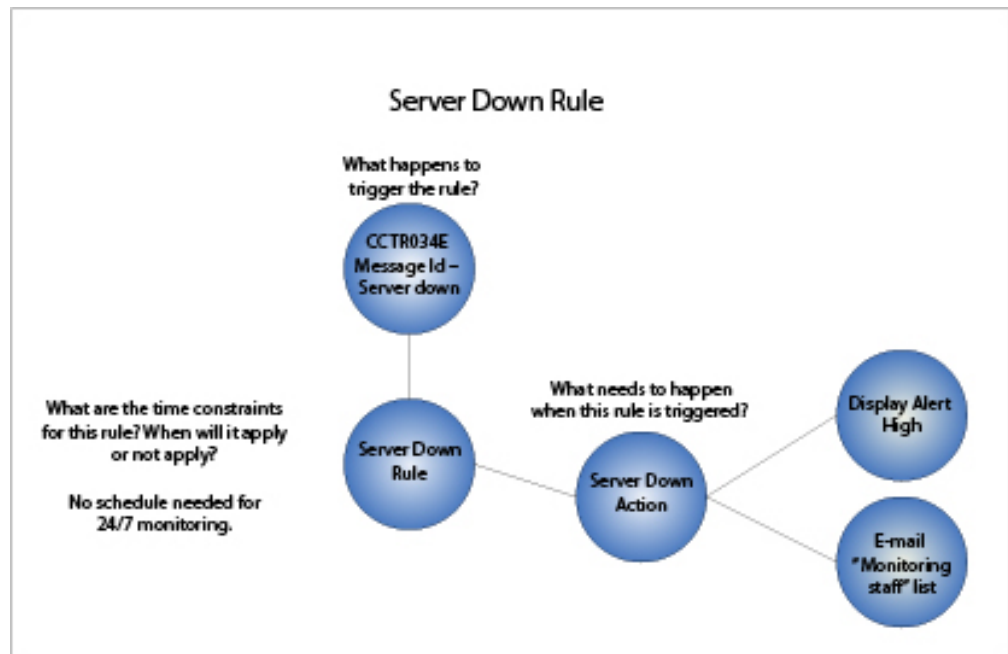 Server Down Rule
What happens to
trigger the rule?
CCTR034E
Message Id –
Server down
What are the time constraints
for this rule? When will it apply
or not apply?
No schedule needed for
24/7 monitoring.
Server Down
Rule
What needs to happen
when this rule is triggered?
Server Down
Action
Display Alert
High
E-mail
"Monitoring
staff" list